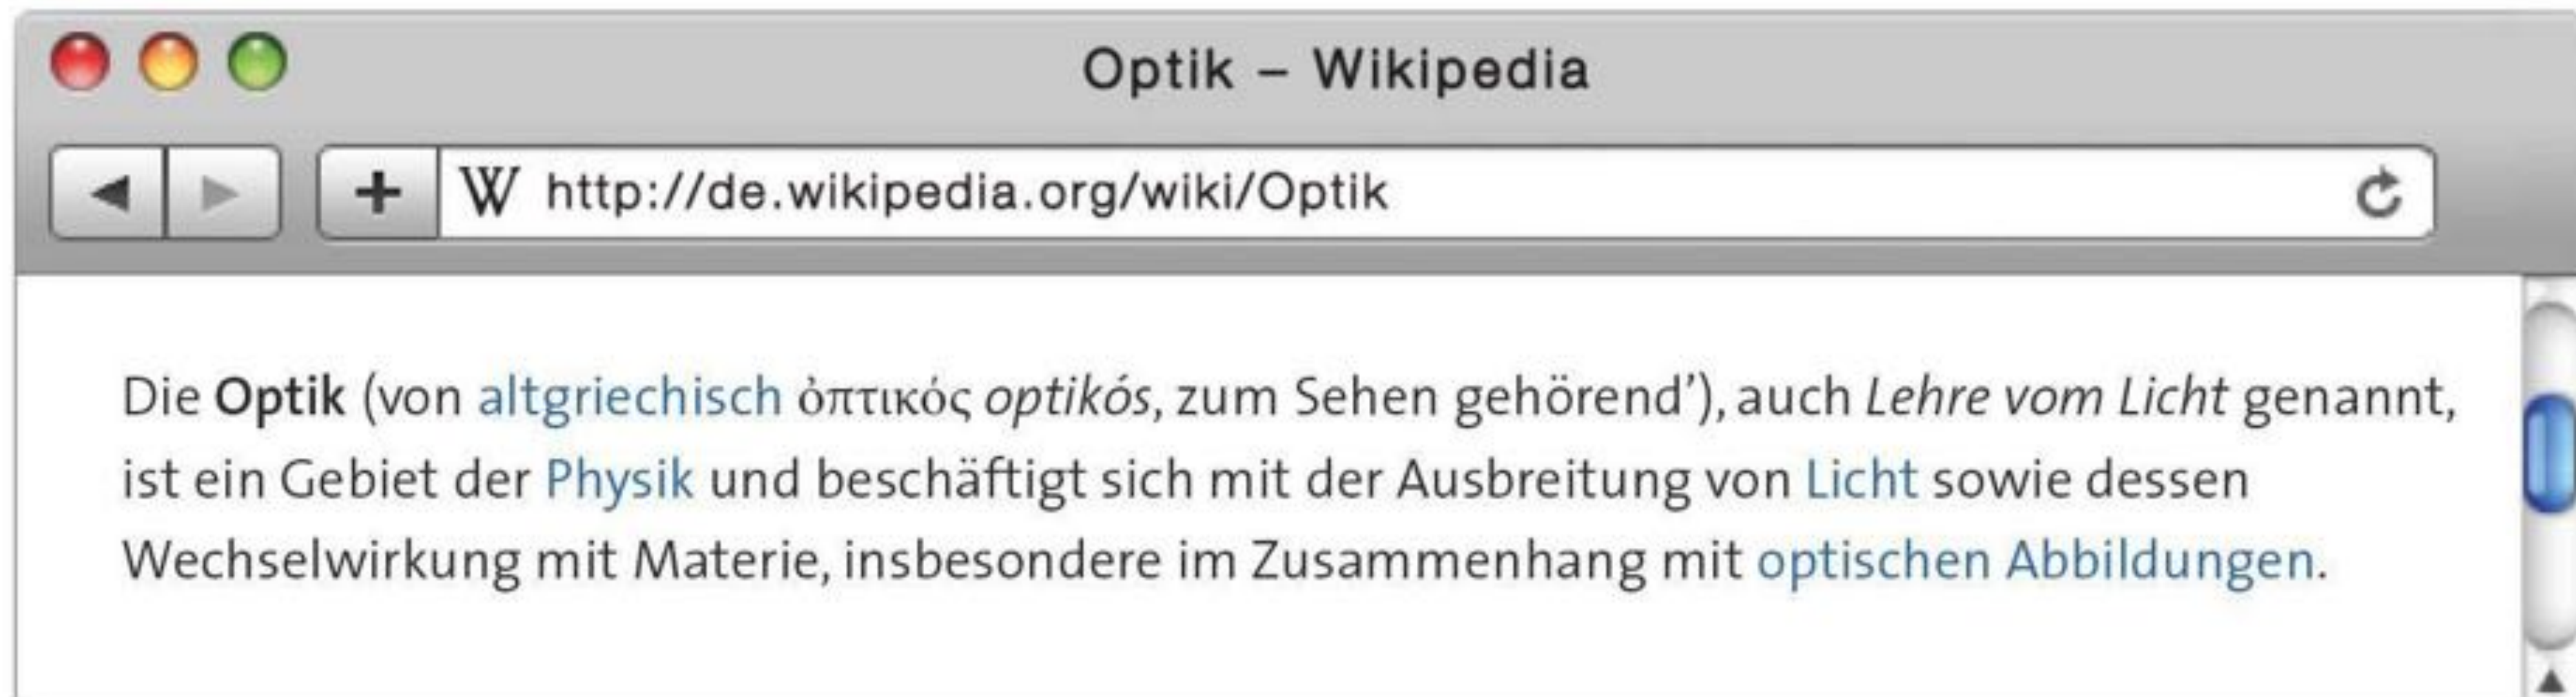 Optik – Wikipedia
W http://de.wikipedia.org/wiki/Optik
Die Optik (von altgriechisch ὀπτικός optikós, zum Sehen gehörend’), auch Lehre vom Licht genannt,
ist ein Gebiet der Physik und beschäftigt sich mit der Ausbreitung von Licht sowie dessen
Wechselwirkung mit Materie, insbesondere im Zusammenhang mit optischen Abbildungen.